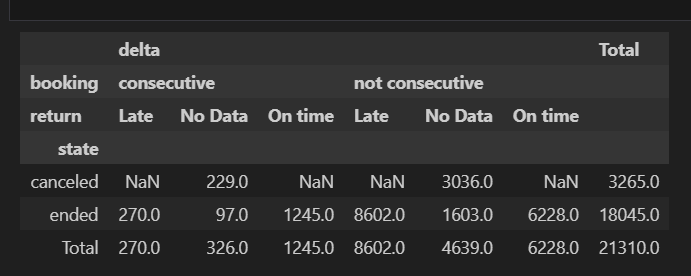 delta Total
booking consecutive not consecutive
return Late No Data On time Late No Data On time
state
canceled NaN 229.0 NaN NaN 3036.0 NaN 3265.0
ended 270.0 97.0 1245.0 8602.0 1603.0 6228.0 18045.0
Total 270.0 326.0 1245.0 8602.0 4639.0 6228.0 21310.0